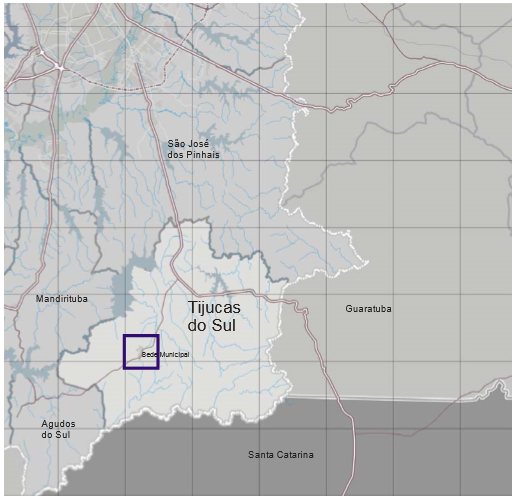 São José
dos Pinhais
Mandirituba
Tijucas
do Sul
Guaratuba
Sede Municipal
Agudos
do Sul
Santa Catarina